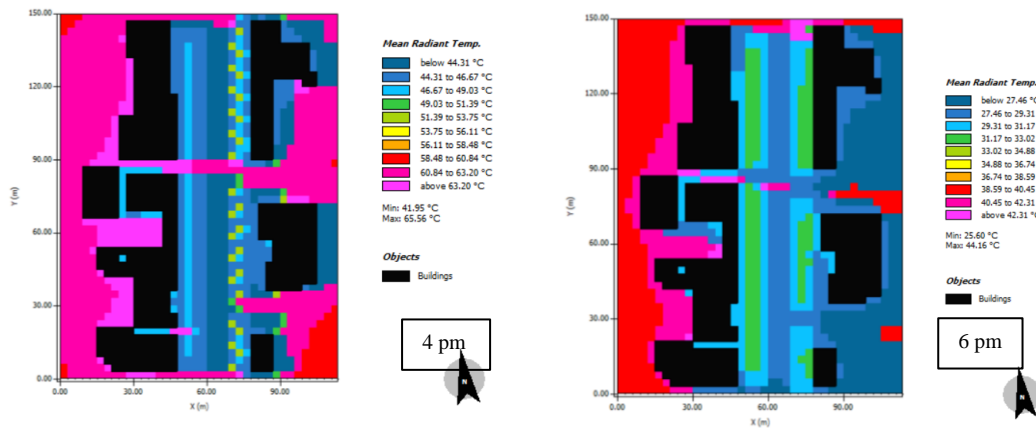 150.00
120.00
90.00
60.00
30.00
0.00
Y (m)
0.00 30.00 60.00 90.00
X (m)
Mean Radiant Temp.
below 44.31 °C
44.31 to 46.67 °C
46.67 to 49.03 °C
49.03 to 51.39 °C
51.39 to 53.75 °C
53.75 to 56.11 °C
56.11 to 58.48 °C
58.48 to 60.84 °C
60.84 to 63.20 °C
above 63.20 °C
Min: 41.95 °C
Max: 65.56 °C
Objects
Buildings
4 pm
N
150.00
120.00
90.00
60.00
30.00
0.00
Y (m)
0.00 30.00 60.00 90.00
X (m)
Mean Radiant Temp.
below 27.46 °C
27.46 to 29.31
29.31 to 31.17
31.17 to 33.02
33.02 to 34.88
34.88 to 36.74
36.74 to 38.59
38.59 to 40.45
40.45 to 42.31
above 42.31 °C
Min: 25.60 °C
Max: 44.16 °C
Objects
Buildings
6 pm
N